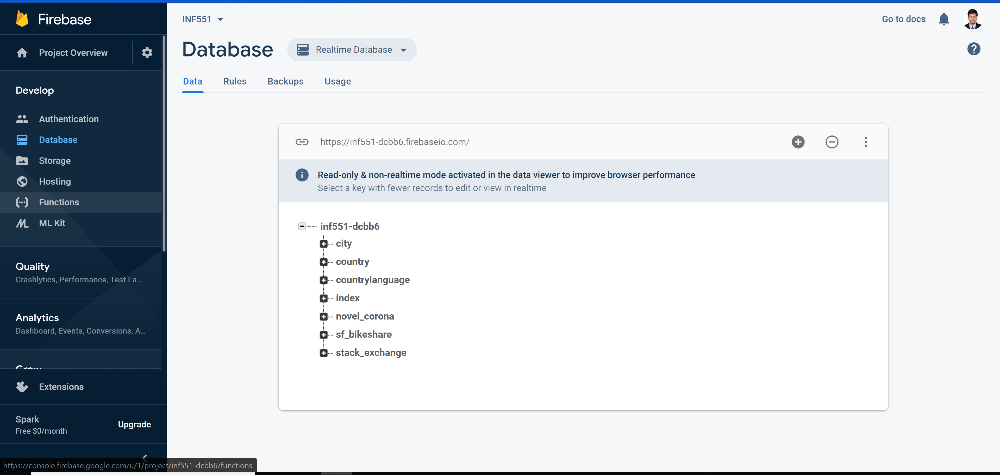 Firebase
Project Overview
Develop
Authentication
Database
Storage
Hosting
Functions
ML Kit
Quality
Crashlytics, Performance, Test La...
Analytics
Dashboard, Events, Conversions, A...
Grow
Extensions
Spark
Free $0/month
Upgrade
https://console.firebase.google.com/u/1/project/inf551-dcbb6/functions
INF551
Go to docs
Database
Realtime Database
Data Rules Backups Usage
https://inf551-dcbb6.firebaseio.com/
Read-only & non-realtime mode activated in the data viewer to improve browser performance
Select a key with fewer records to edit or view in realtime
inf551-dcbb6
city
country
countrylanguage
index
novel_corona
sf_bikeshare
stack_exchange